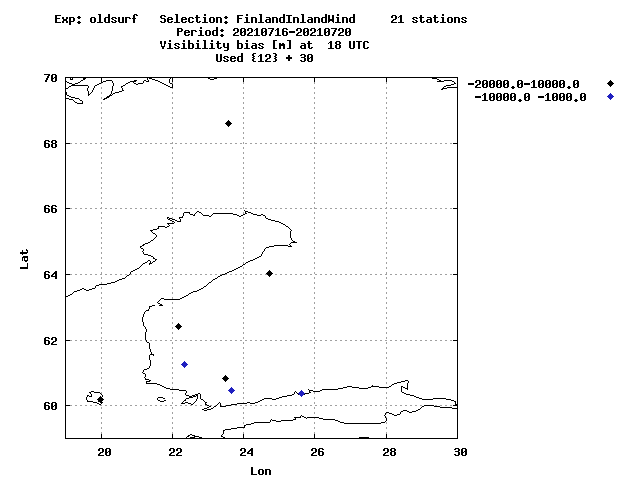 Exp: oldsurf   Selection: FinlandInlandWind     21 stations
Period: 20210716-20210720
Visibility bias [m] at  18 UTC
Used {12} + 30
-20000.0-10000.0
-10000.0 -1000.0
70
68
66
64
62
60
Lat
20 22 24 26 28 30
Lon